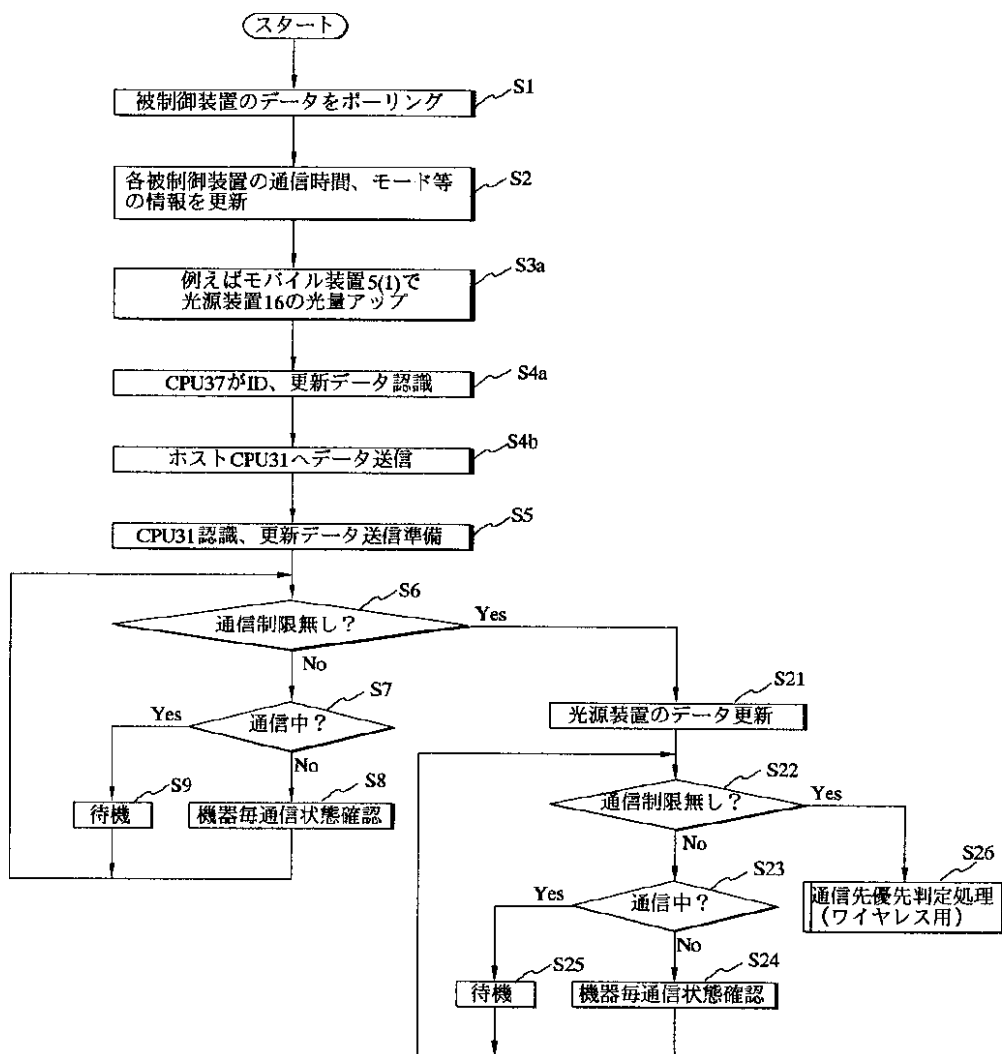 スタート
S1
被制御装置のデータをポーリング
S2
各被制御装置の通信時間、モード等
の情報を更新
S3a
例えばモバイル装置5(1)で
光源装置16の光量アップ
S4a
CPU37がID、更新データ認識
S4b
ホストCPU31へデータ送信
S5
CPU31認識、更新データ送信準備
S6
通信制限無し?
Yes
No
S7
通信中?
Yes
No
S9
待機
S8
機器毎通信状態確認
S21
光源装置のデータ更新
S22
通信制限無し?
Yes
No
S23
通信中?
Yes
No
S26
通信先優先判定処理
(ワイヤレス用)
S25
待機
S24
機器毎通信状態確認